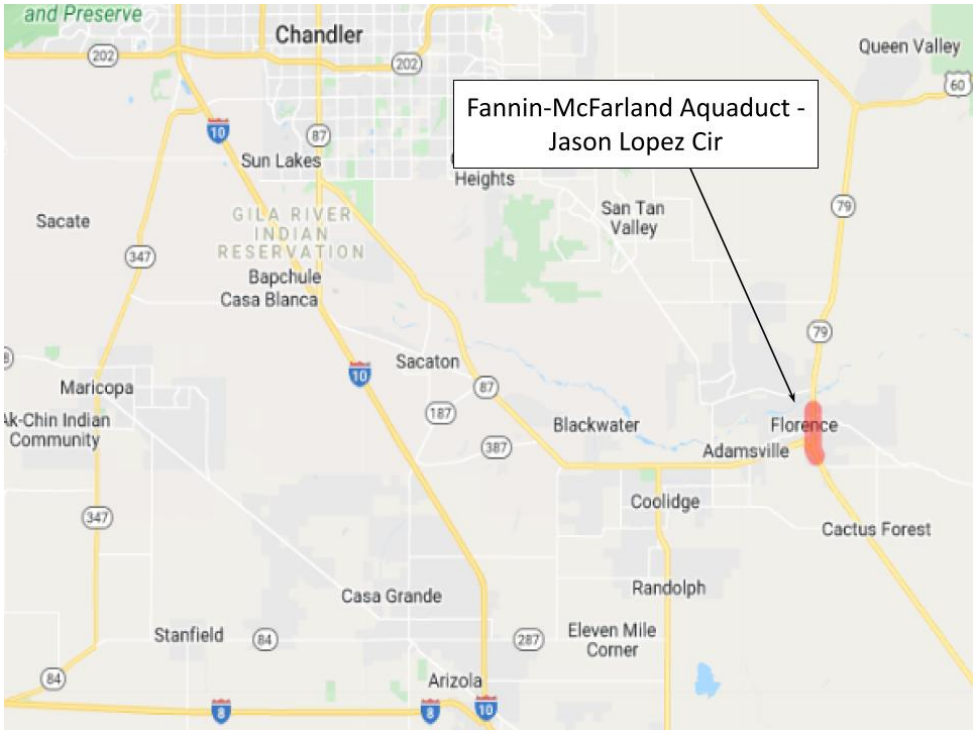 and Preserve
Chandler
202
202
Queen Valley
60
Fannin-McFarland Aquaduct -
Jason Lopez Cir
10
87
Sun Lakes
Heights
Sacate
GILA RIVER
INDIAN
RESERVATION
San Tan
Valley
79
347
Bapchule
Casa Blanca
79
Sacaton
10
87
Maricopa
187
Ak-Chin Indian
Community
Blackwater
Florence
387
Adamsville
347
Coolidge
Cactus Forest
Randolph
Casa Grande
Stanfield
84
287
Eleven Mile
Corner
84
Arizola
8
8
10